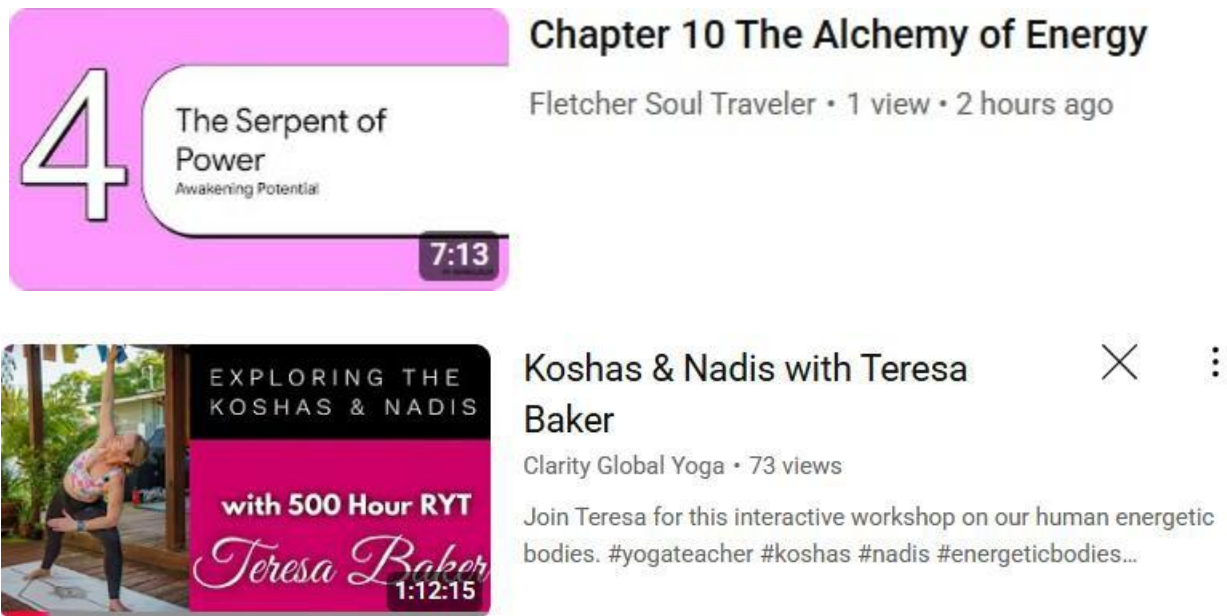 4
The Serpent of
Power
Awakening Potential
7:13
Chapter 10 The Alchemy of Energy
Fletcher Soul Traveler • 1 view • 2 hours ago
EXPLORING THE
KOSHAS & NADIS
with 500 Hour RYT
Teresa Baker
1:12:15
Koshas & Nadis with Teresa
Baker
Clarity Global Yoga • 73 views
Join Teresa for this interactive workshop on our human energetic
bodies. #yogateacher #koshas #nadis #energeticbodies...